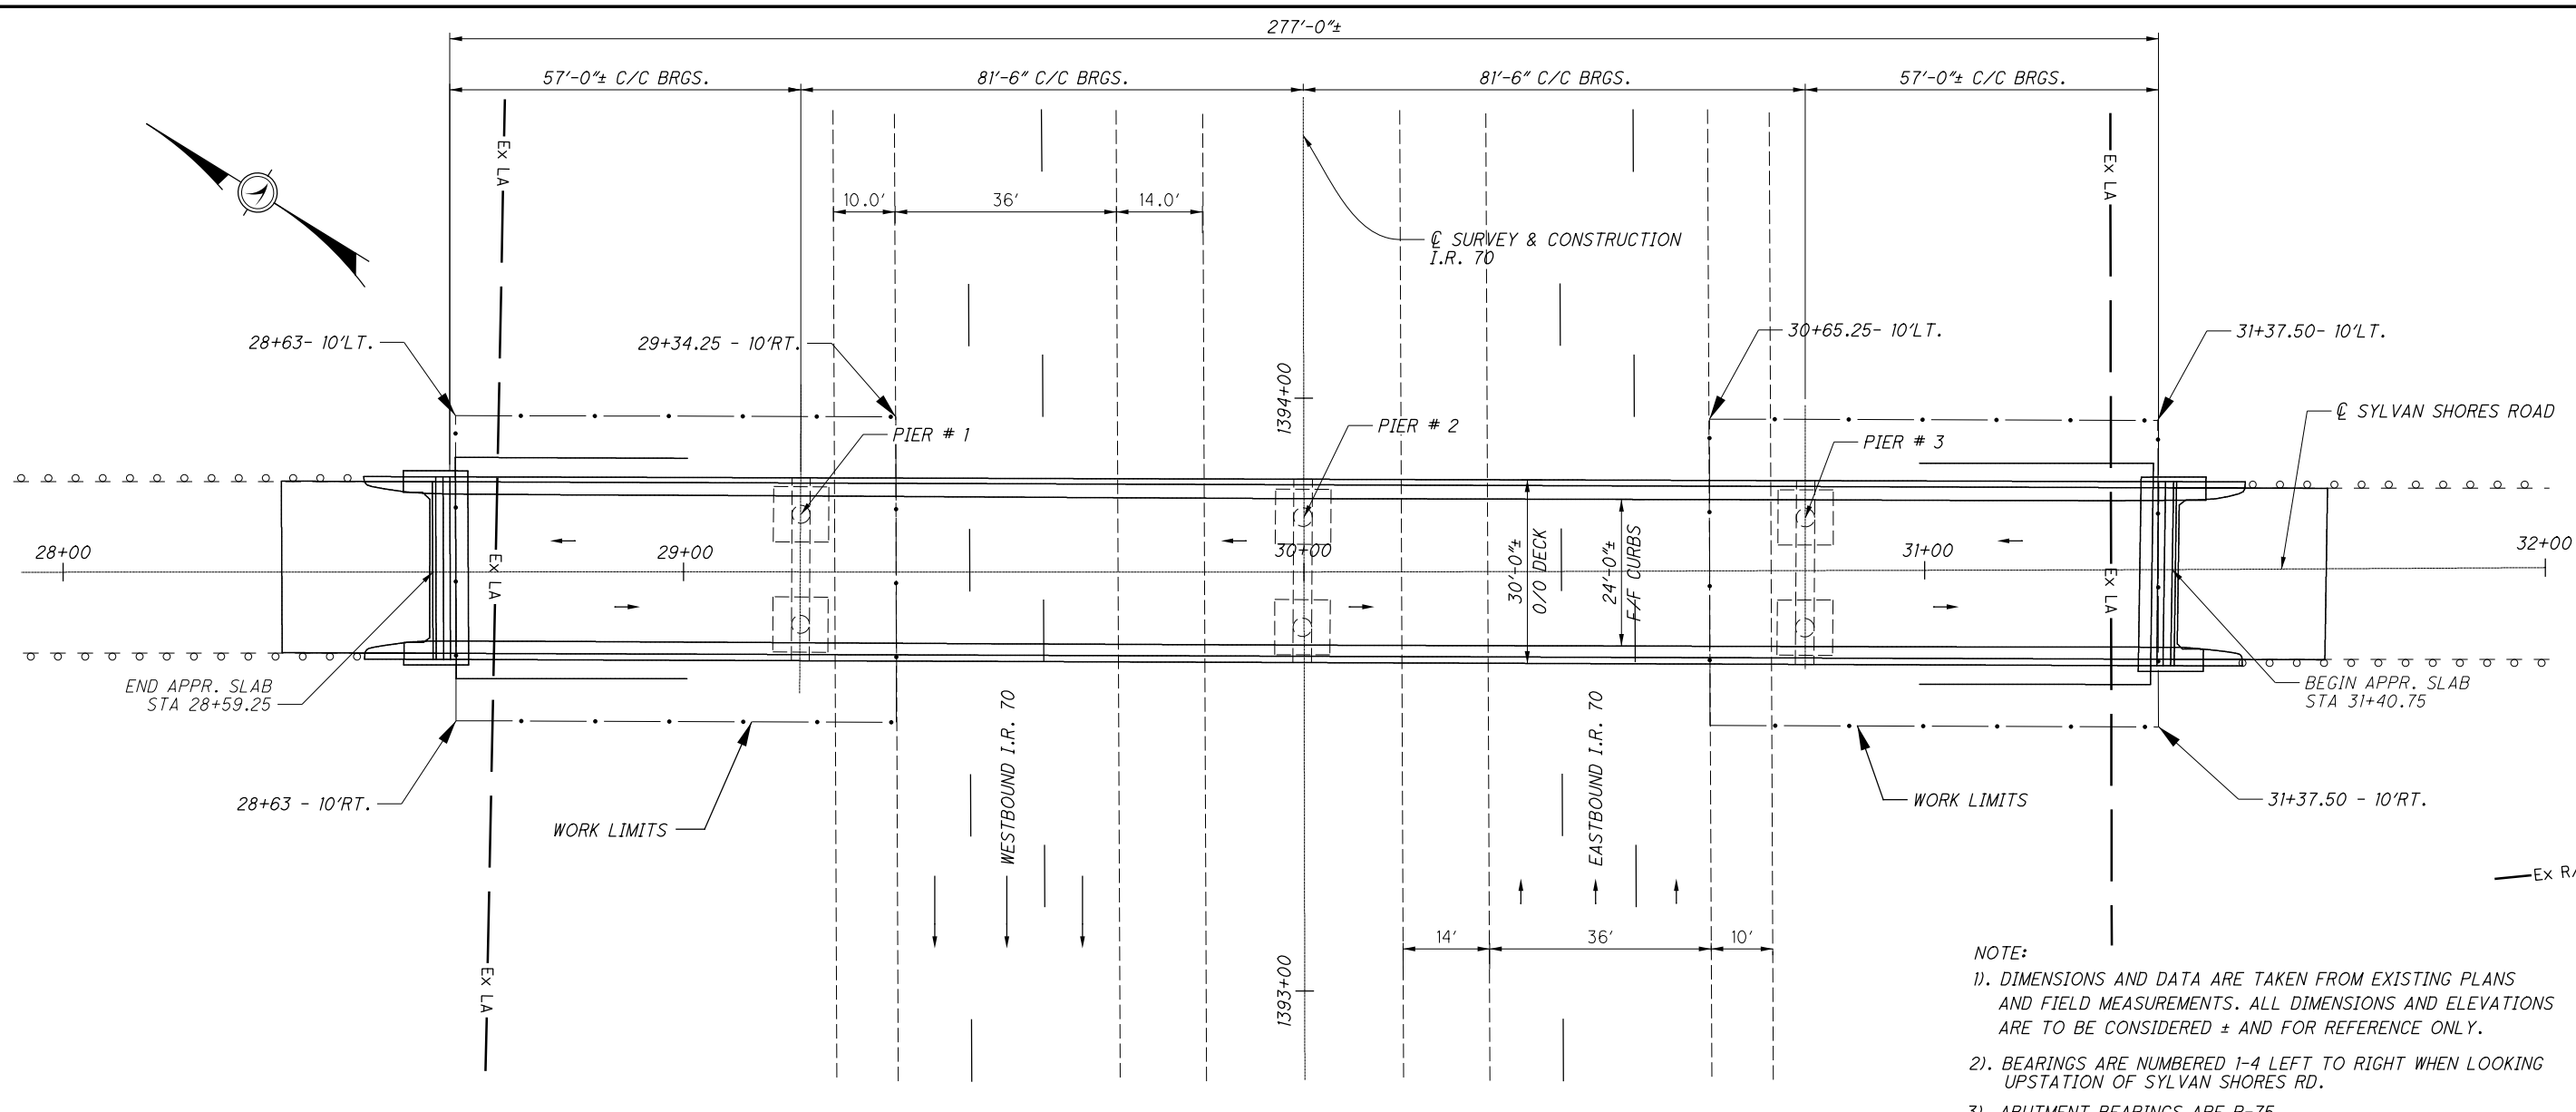 277'-0"±
57'-0"± C/C BRGS.
81'-6" C/C BRGS.
81'-6" C/C BRGS.
57'-0"± C/C BRGS.
Ex LA
Ex LA
10.0'
36'
14.0'
℄ SURVEY & CONSTRUCTION
I.R. 70
28+63- 10'LT.
29+34.25 - 10'RT.
30+65.25- 10'LT.
31+37.50- 10'LT.
1394+00
℄ SYLVAN SHORES ROAD
PIER # 1
PIER # 2
PIER # 3
28+00
29+00
30+00
31+00
32+00
Ex LA
Ex LA
30'-0"±
O/O DECK
24'-0"±
F/F CURBS
END APPR. SLAB
STA 28+59.25
BEGIN APPR. SLAB
STA 31+40.75
WESTBOUND I.R. 70
EASTBOUND I.R. 70
28+63 - 10'RT.
WORK LIMITS
WORK LIMITS
31+37.50 - 10'RT.
Ex R/
14'
36'
10'
Ex LA
1393+00
NOTE:
1). DIMENSIONS AND DATA ARE TAKEN FROM EXISTING PLANS
AND FIELD MEASUREMENTS. ALL DIMENSIONS AND ELEVATIONS
ARE TO BE CONSIDERED ± AND FOR REFERENCE ONLY.
2). BEARINGS ARE NUMBERED 1-4 LEFT TO RIGHT WHEN LOOKING
UPSTATION OF SYLVAN SHORES RD.
3). ABUTMENT BEARINGS ARE R-75